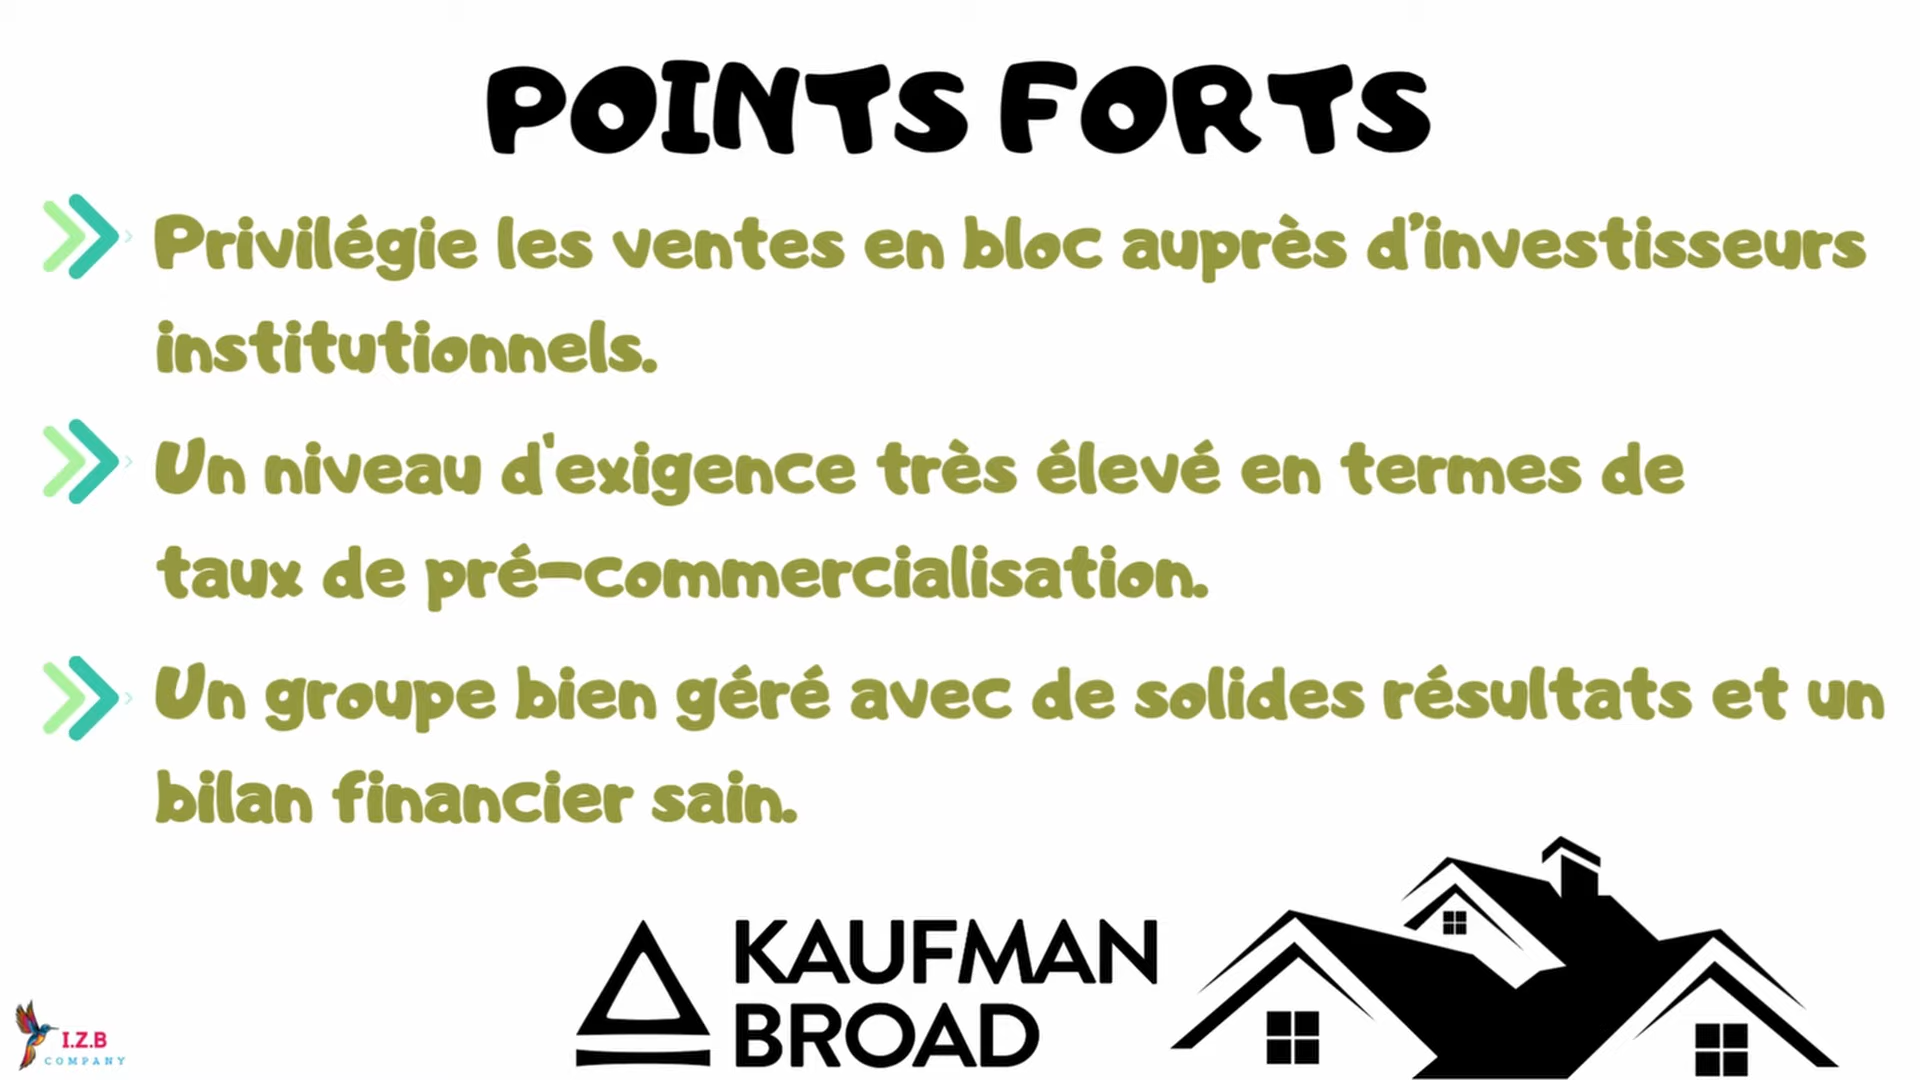 POINTS FORTS
Privilégie les ventes en bloc auprès d’investisseurs
institutionnels.
Un niveau d'exigence très élevé en termes de
taux de pré-commercialisation.
Un groupe bien géré avec de solides résultats et un
bilan financier sain.
KAUFMAN
BROAD
I.Z.B
COMPANY